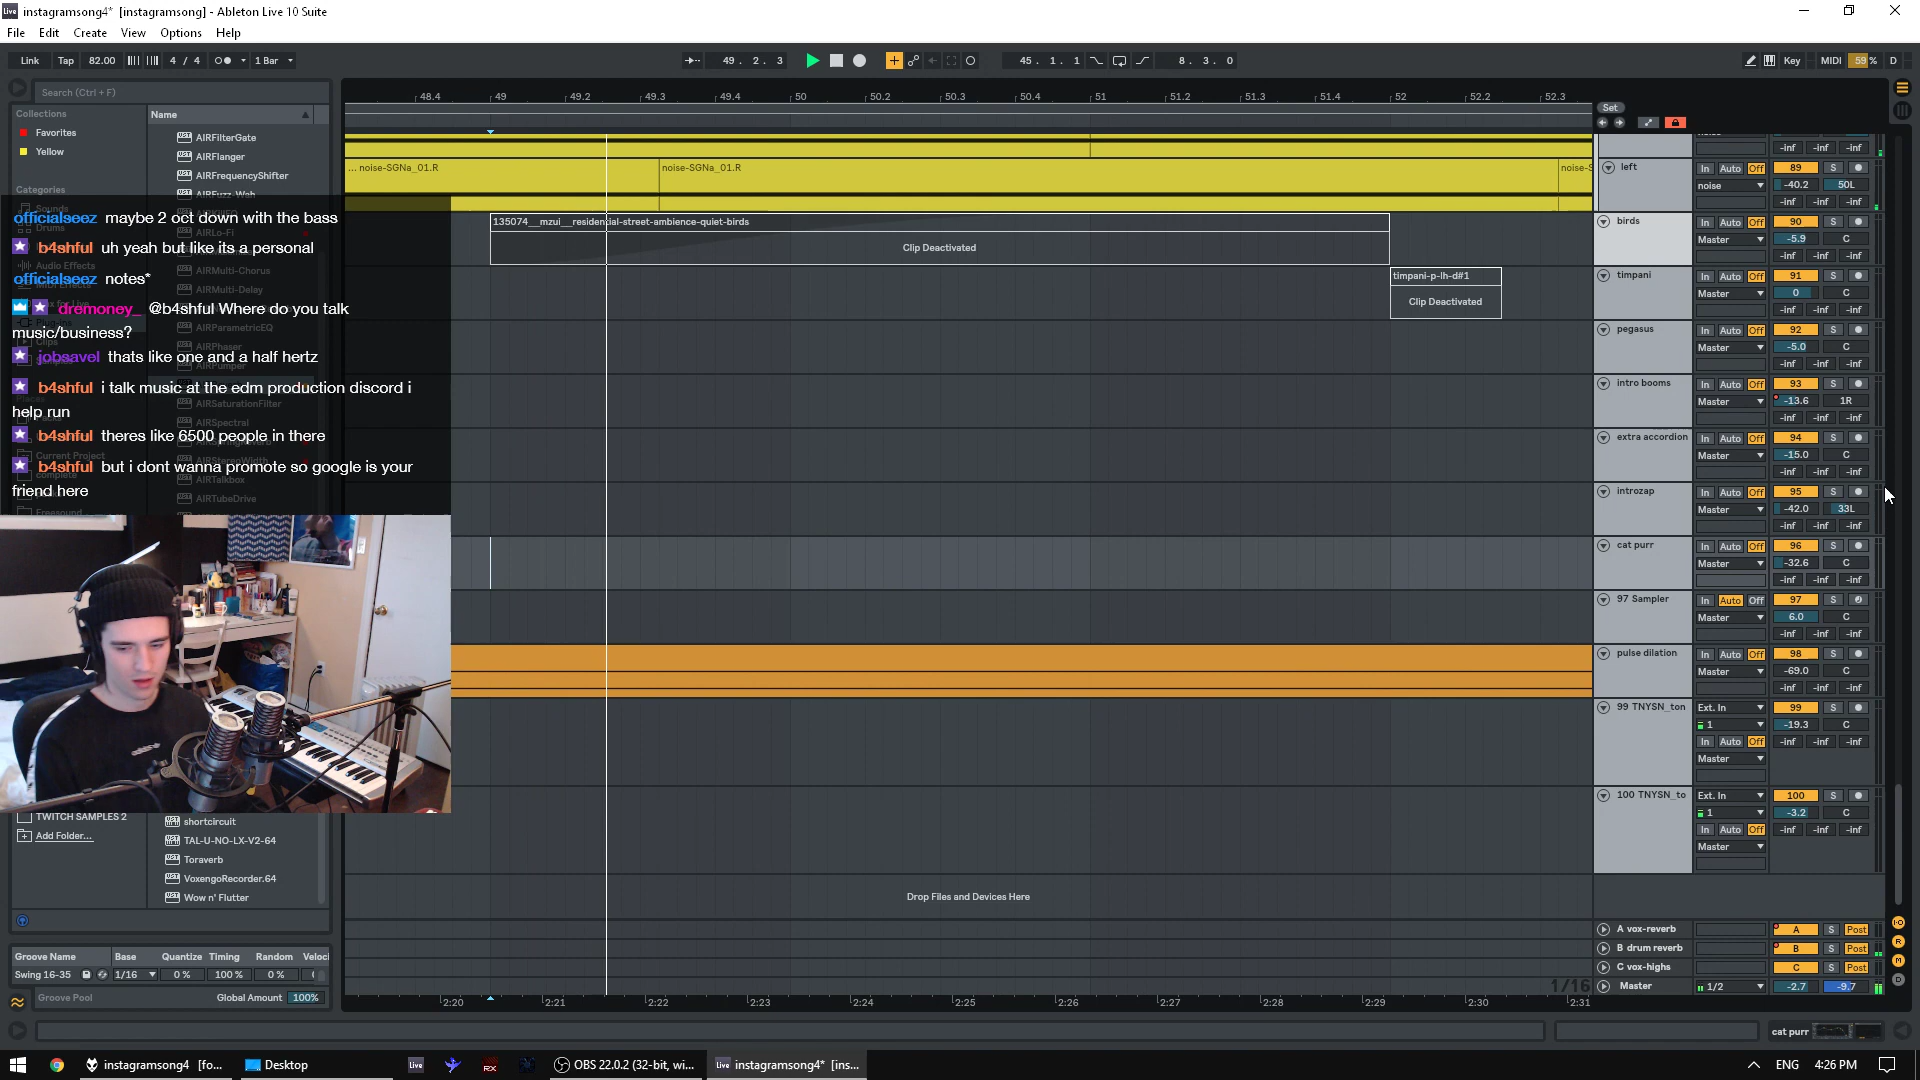 instagramsong4* [instagramsong] - Ableton Live 10 Suite
File Edit Create View Options Help
Link Tap 82.00 4 / 4 1 Bar 49. 2. 3 45. 1. 1 8. 3. 0 Key MIDI 59 % D
Search (Ctrl + F)
Collections
Favorites
Yellow
Categories
Name
AIRFilterGate
AIRFlanger
AIRFrequencyShifter
AIRFuzz-Wah
AIRLo-Fi
AIRMulti-Chorus
AIRMulti-Delay
AIRParametricEQ
AIRPhaser
AIRPumper
AIRSaturationFilter
AIRSpectral
AIRStereoWidth
AIRTalkbox
AIRTubeDrive
officialseez maybe 2 oct down with the bass
b4shful uh yeah but like its a personal
officialseez notes*
dremoney_ @b4shful Where do you talk
music/business?
jobsavel thats like one and a half hertz
b4shful i talk music at the edm production discord i
help run
b4shful theres like 6500 people in there
b4shful but i dont wanna promote so google is your
friend here
Sounds
Drums
Audio Effects
Clips
Current Project
complete
Freesound
TWITCH SAMPLES 2
Add Folder...
shortcircuit
TAL-U-NO-LX-V2-64
Toraverb
VoxengoRecorder.64
Wow n' Flutter
Groove Name Base Quantize Timing Random Veloci
Swing 16-35 1/16 0 % 100 % 0 %
Groove Pool Global Amount 100%
48.4 49 49.2 49.3 49.4 50 50.2 50.3 50.4 51 51.2 51.3 51.4 52 52.2 52.3
Set
... noise-SGNa_01.R noise-SGNa_01.R noise-S
135074__mzui__residential-street-ambience-quiet-birds
Clip Deactivated
timpani-p-lh-d#1
Clip Deactivated
Drop Files and Devices Here
1/16
2:20 2:21 2:22 2:23 2:24 2:25 2:26 2:27 2:28 2:29 2:30 2:31
-inf -inf -inf
left In Auto Off 89 S
noise -40.2 50L
-inf -inf -inf
birds In Auto Off 90 S
Master -5.9 C
-inf -inf -inf
timpani In Auto Off 91 S
Master 0 C
-inf -inf -inf
pegasus In Auto Off 92 S
Master -5.0 C
-inf -inf -inf
intro booms In Auto Off 93 S
Master -13.6 1R
-inf -inf -inf
extra accordion In Auto Off 94 S
Master -15.0 C
-inf -inf -inf
introzap In Auto Off 95 S
Master -42.0 33L
-inf -inf -inf
cat purr In Auto Off 96 S
Master -32.6 C
-inf -inf -inf
97 Sampler In Auto Off 97 S
Master 6.0 C
-inf -inf -inf
pulse dilation In Auto Off 98 S
Master -69.0 C
-inf -inf -inf
99 TNYSN_ton Ext. In 99 S
1 -19.3 C
In Auto Off -inf -inf -inf
Master
100 TNYSN_to Ext. In 100 S
1 -3.2 C
In Auto Off -inf -inf -inf
Master
A vox-reverb A S Post
B drum reverb B S Post
C vox-highs C S Post
Master 1/2 -2.7 -9.7
cat purr
instagramsong4 [fo... Desktop Live RX OBS 22.0.2 (32-bit, wi... Live instagramsong4* [ins... ENG 4:26 PM